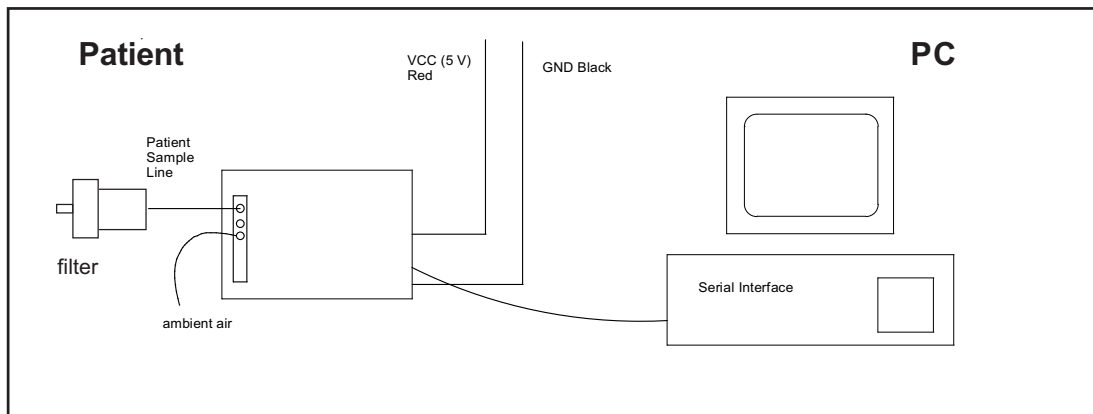 Patient
VCC (5 V)
Red
GND Black
PC
Patient
Sample
Line
filter
ambient air
Serial Interface